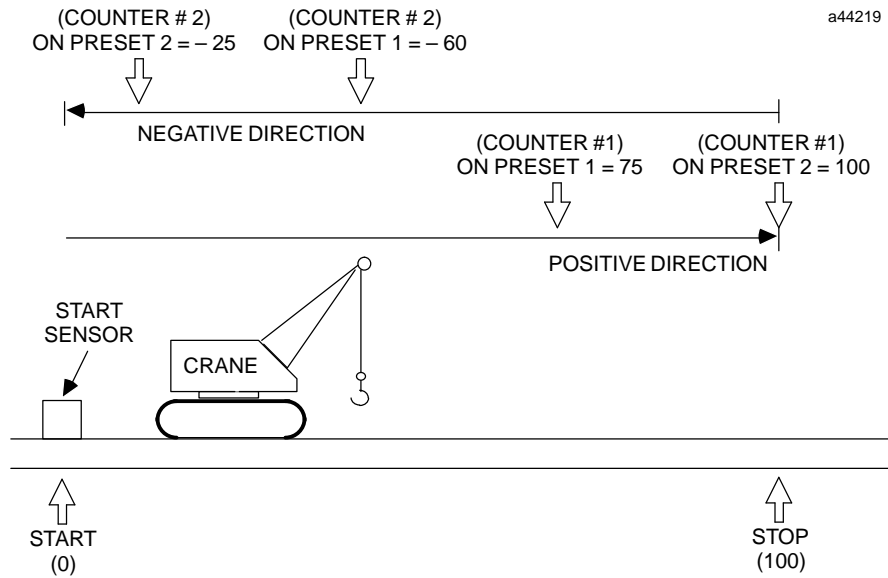 a44219
(COUNTER # 2)
ON PRESET 2 = – 25
(COUNTER # 2)
ON PRESET 1 = – 60
NEGATIVE DIRECTION
(COUNTER #1)
ON PRESET 1 = 75
(COUNTER #1)
ON PRESET 2 = 100
POSITIVE DIRECTION
START
SENSOR
CRANE
START
(0)
STOP
(100)